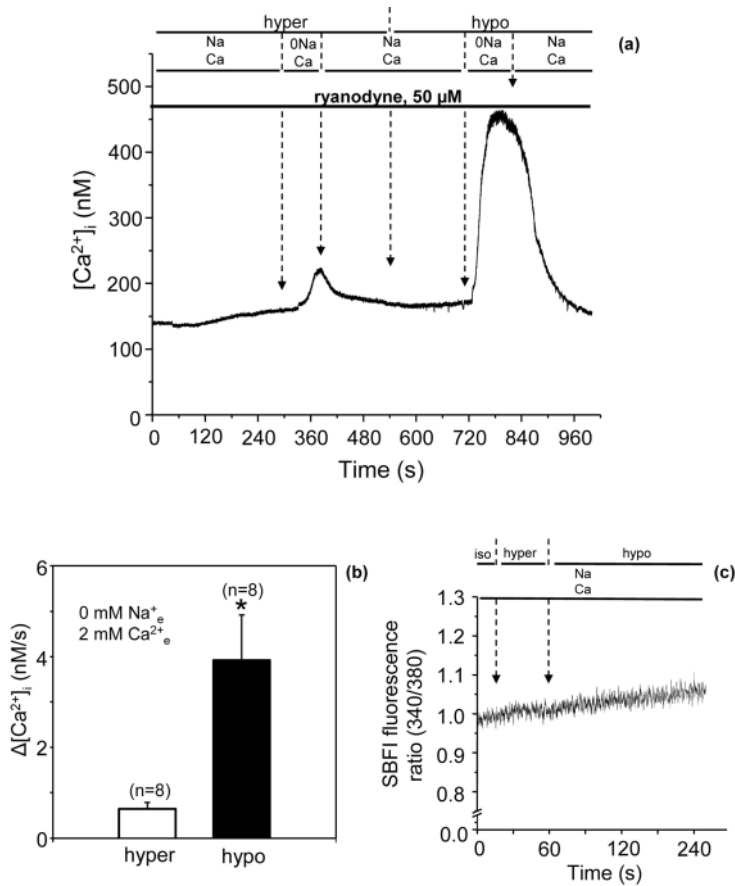 hyper hypo
(a)
Na 0Na Na 0Na Na
Ca Ca Ca Ca Ca
ryanodyne, 50 µM
500
450
350
300
200
150
100
0
[Ca²⁺]ᵢ (nM)
0 120 240 360 480 600 720 840 960
Time (s)
(b)
6
4
2
0
Δ[Ca²⁺]ᵢ (nM/s)
0 mM Na⁺ₑ
2 mM Ca²⁺ₑ
(n=8)
*
(n=8)
hyper hypo
(c)
iso hyper hypo
Na
Ca
1.3
1.2
1.1
1.0
0.9
0.8
0.0
SBFI fluorescence
ratio (340/380)
0 60 120 240
Time (s)